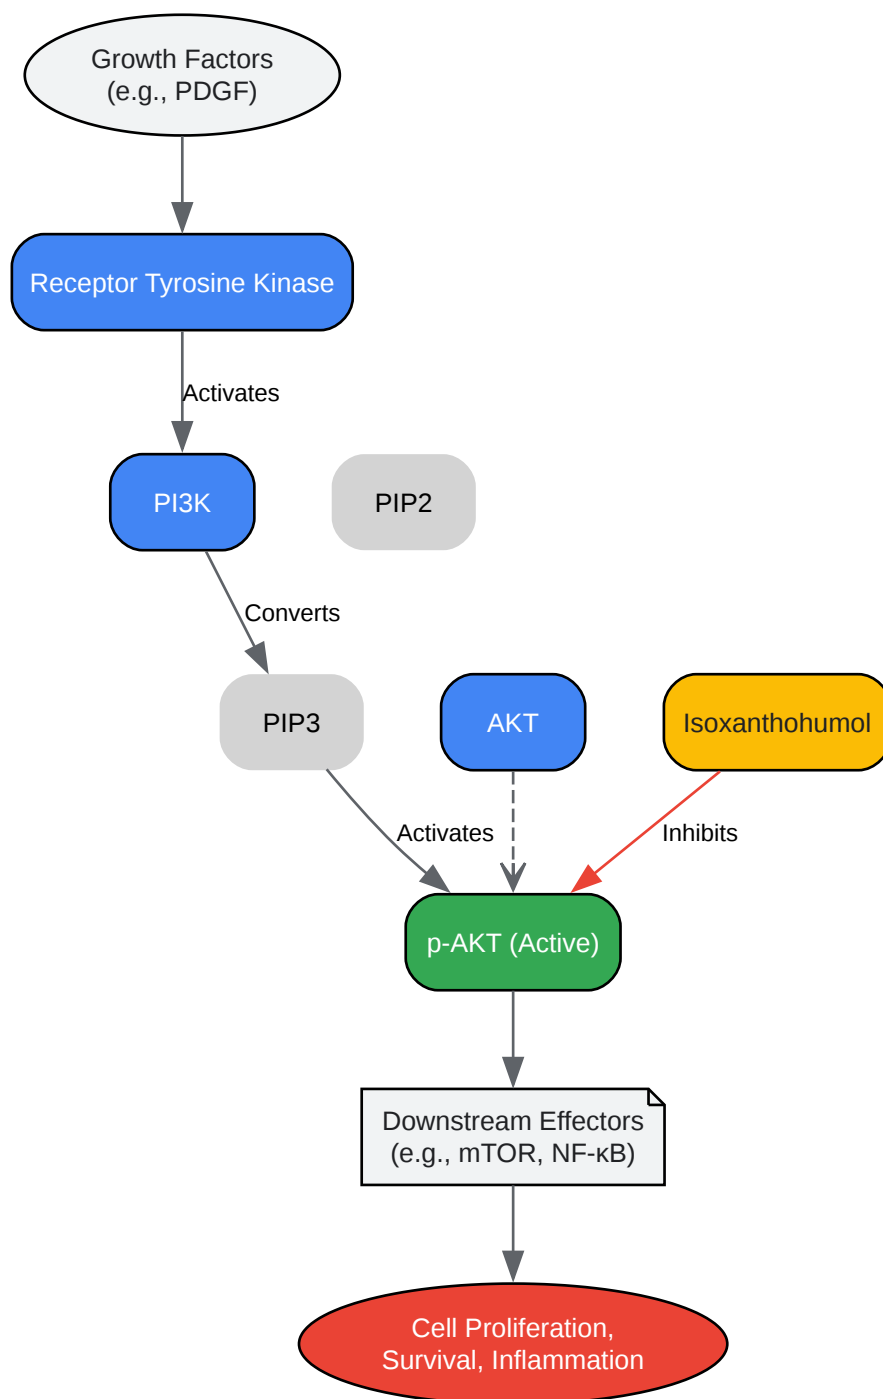 Growth Factors
(e.g., PDGF)
Receptor Tyrosine Kinase
Activates
PI3K
PIP2
Converts
PIP3
AKT
Isoxanthohumol
Activates
Inhibits
p-AKT (Active)
Downstream Effectors
(e.g., mTOR, NF-κB)
Cell Proliferation,
Survival, Inflammation